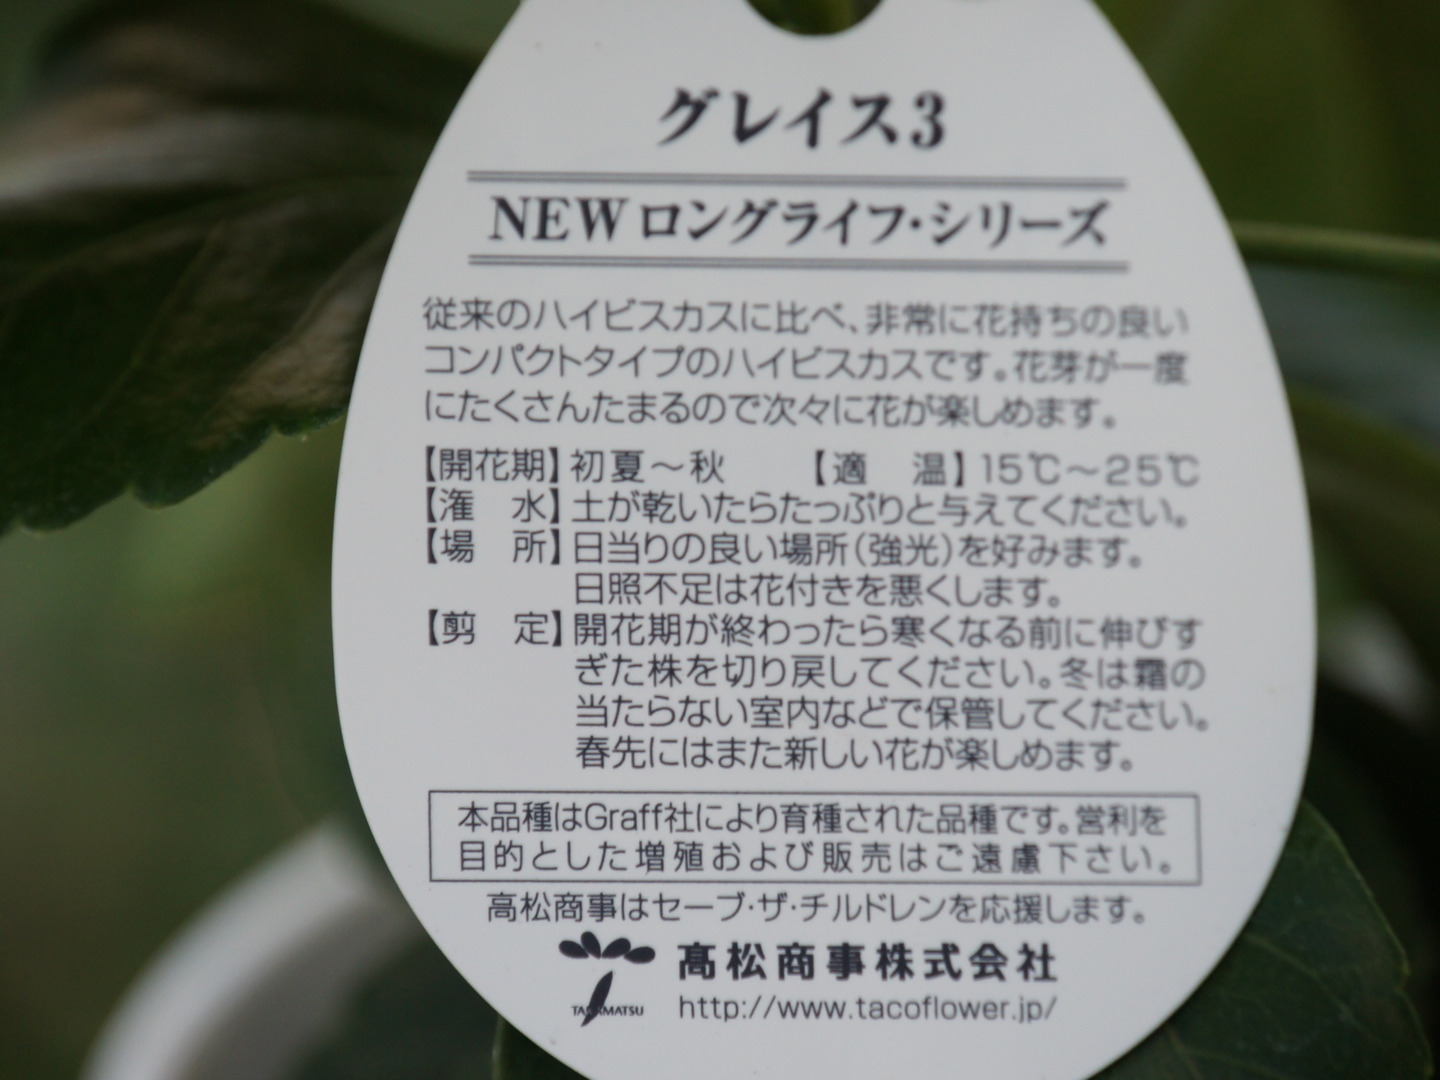 グレイス3
NEWロングライフ・シリーズ
従来のハイビスカスに比べ、非常に花持ちの良い
コンパクトタイプのハイビスカスです。花芽が一度
にたくさんたまるので次々に花が楽しめます。
【開花期】初夏～秋 【適 温】15℃～25℃
【潅 水】土が乾いたらたっぷりと与えてください。
【場 所】日当りの良い場所(強光)を好みます。
日照不足は花付きを悪くします。
【剪 定】開花期が終わったら寒くなる前に伸びす
ぎた株を切り戻してください。冬は霜の
当たらない室内などで保管してください。
春先にはまた新しい花が楽しめます。
本品種はGraff社により育種された品種です。営利を
目的とした増殖および販売はご遠慮下さい。
高松商事はセーブ・ザ・チルドレンを応援します。
TAKAMATSU
髙松商事株式会社
http://www.tacoflower.jp/